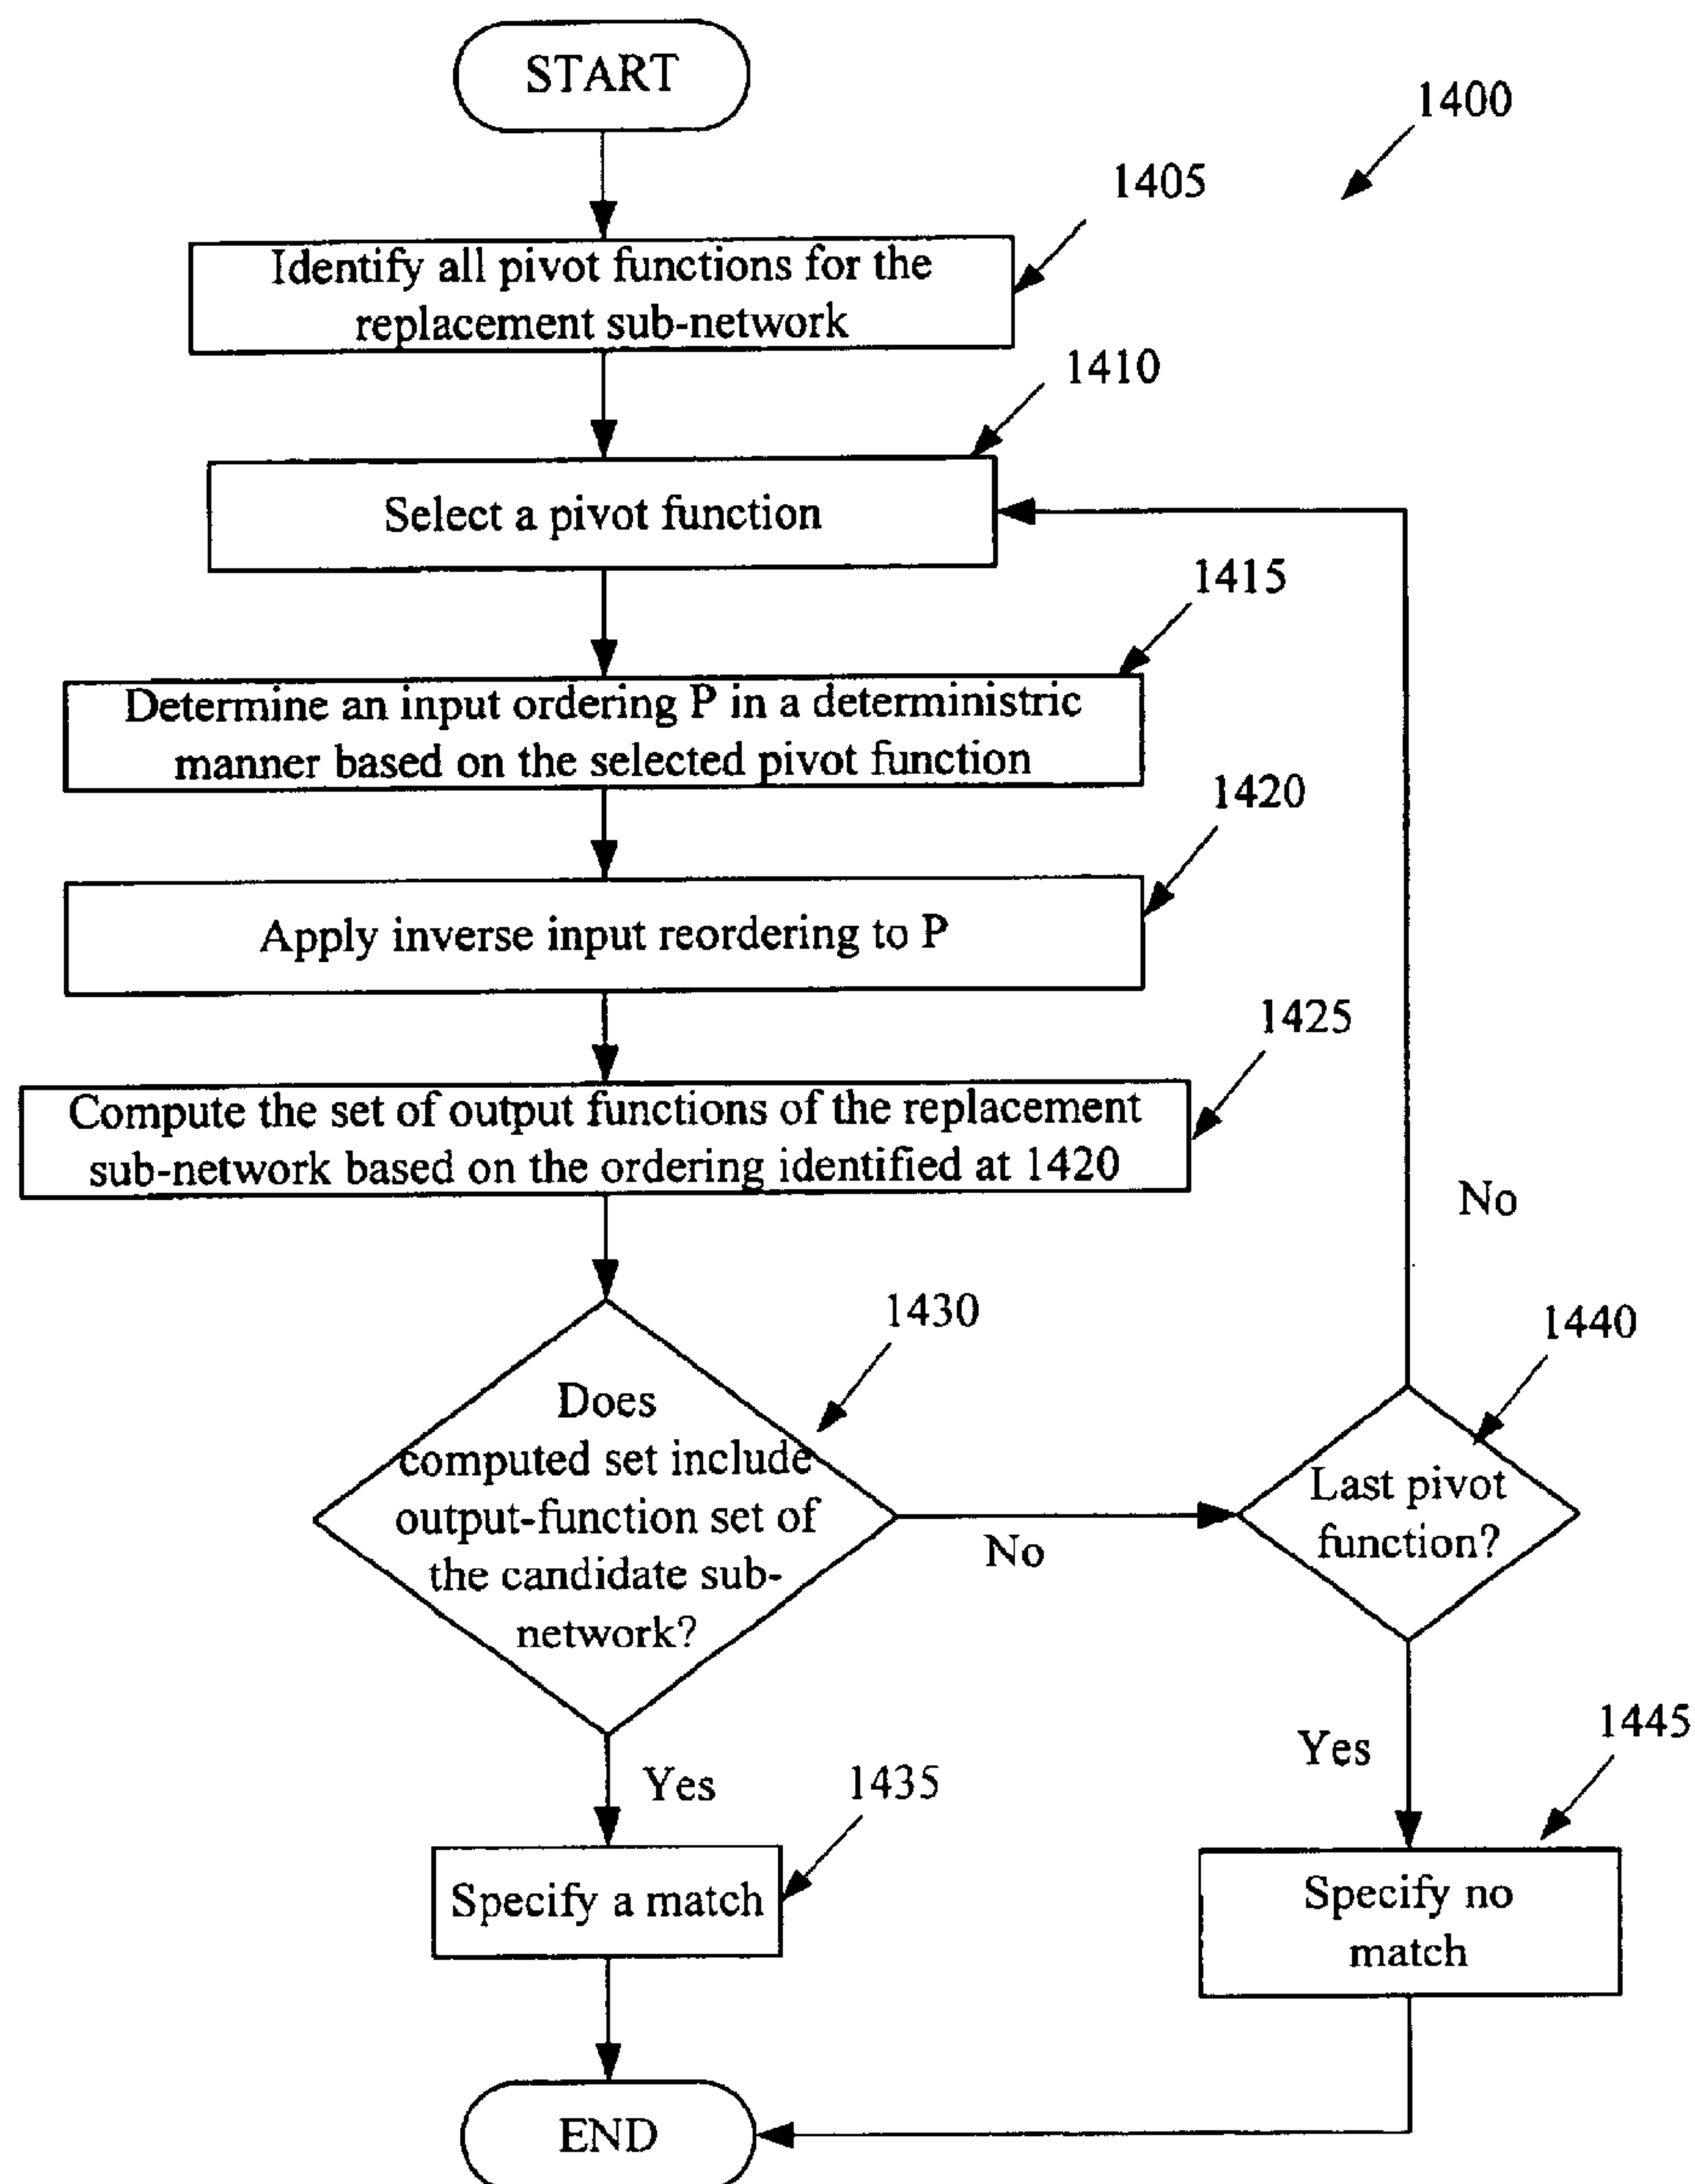 START
1400
1405
Identify all pivot functions for the
replacement sub-network
1410
Select a pivot function
1415
Determine an input ordering P in a deterministric
manner based on the selected pivot function
1420
Apply inverse input reordering to P
1425
Compute the set of output functions of the replacement
sub-network based on the ordering identified at 1420
No
1430
1440
Does
computed set include
output-function set of
the candidate sub-
network?
No
Last pivot
function?
Yes
1435
Yes
1445
Specify a match
Specify no
match
END